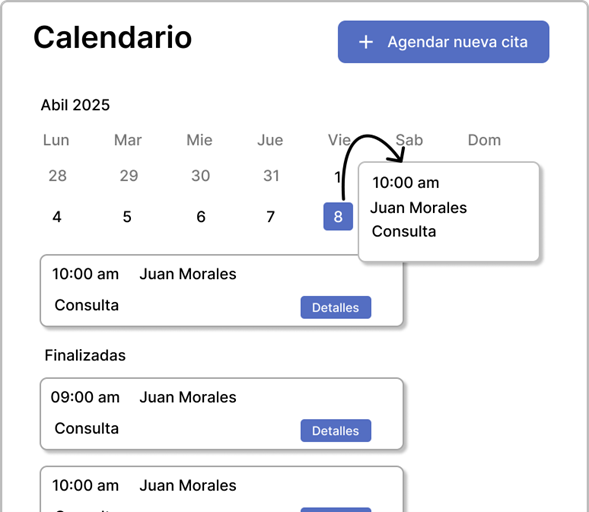 Calendario
+ Agendar nueva cita
Abil 2025
Lun Mar Mie Jue Vie Sab Dom
28 29 30 31 1
4 5 6 7 8
10:00 am
Juan Morales
Consulta
10:00 am Juan Morales
Consulta Detalles
Finalizadas
09:00 am Juan Morales
Consulta Detalles
10:00 am Juan Morales